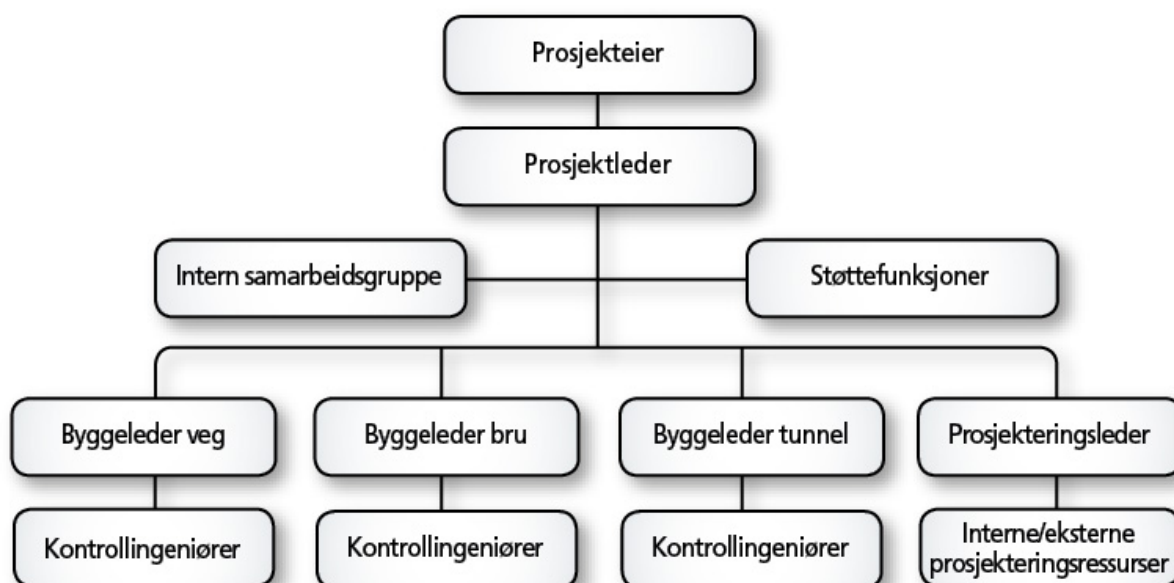 Prosjekteier
Prosjektleder
Intern samarbeidsgruppe
Støttefunksjoner
Byggeleder veg
Byggeleder bru
Byggeleder tunnel
Prosjekteringsleder
Kontrollingeniører
Kontrollingeniører
Kontrollingeniører
Interne/eksterne
prosjekteringsressurser